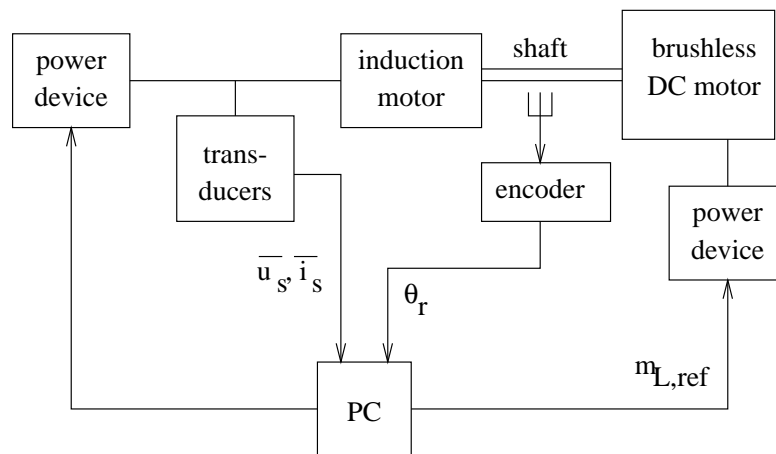 power
device
induction
motor
shaft
brushless
DC motor
trans-
ducers
encoder
power
device
u_s, i_s
θ_r
m_L,ref
PC